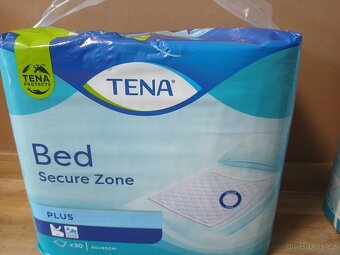 TENA
PROTECTS
TENA
Bed
Secure Zone
PLUS
x30
60x90CM